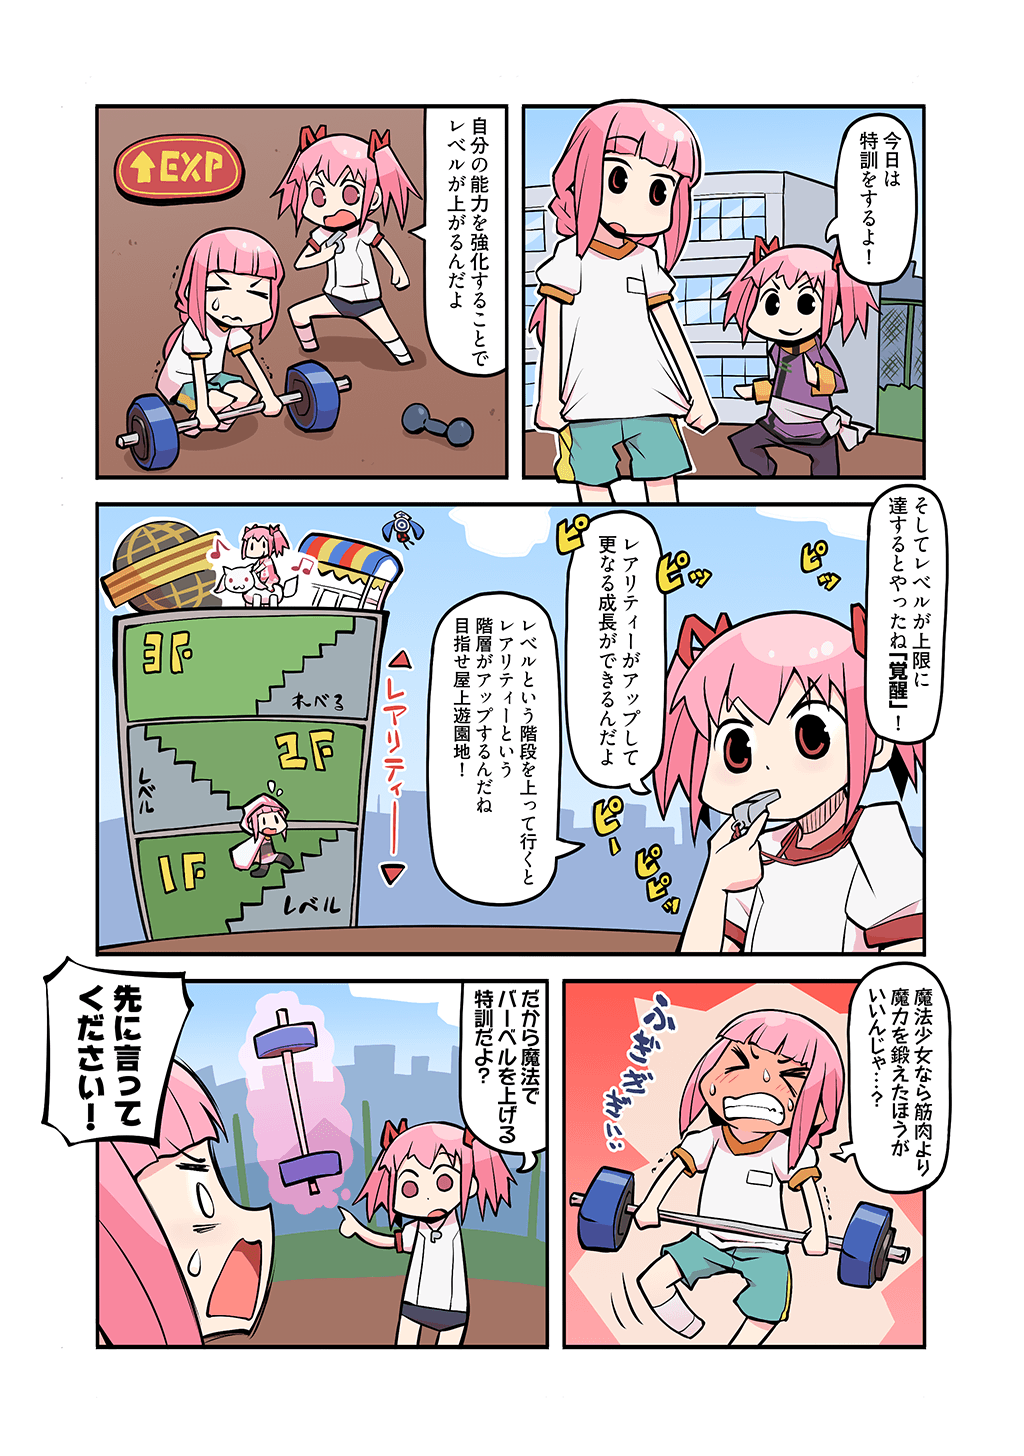 今日は
特訓をするよ！
自分の能力を強化することで
レベルが上がるんだよ
↑EXP
そしてレベルが上限に
達するとやったね『覚醒』！
ピッ
ピッ
ピー
レアリティーがアップして
更なる成長ができるんだよ
レベルという階段を上って行くと
レアリティーという
階層がアップするんだね
目指せ屋上遊園地！
ピー
ピピピッ
レアリティー
3F
れべる
2F
レベル
1F
レベル
魔法少女なら筋肉より
魔力を鍛えたほうが
いいんじゃ…？
ふぎぎぎぎ…
だから魔法で
バーベルを上げる
特訓だよ？
先に言って
ください！